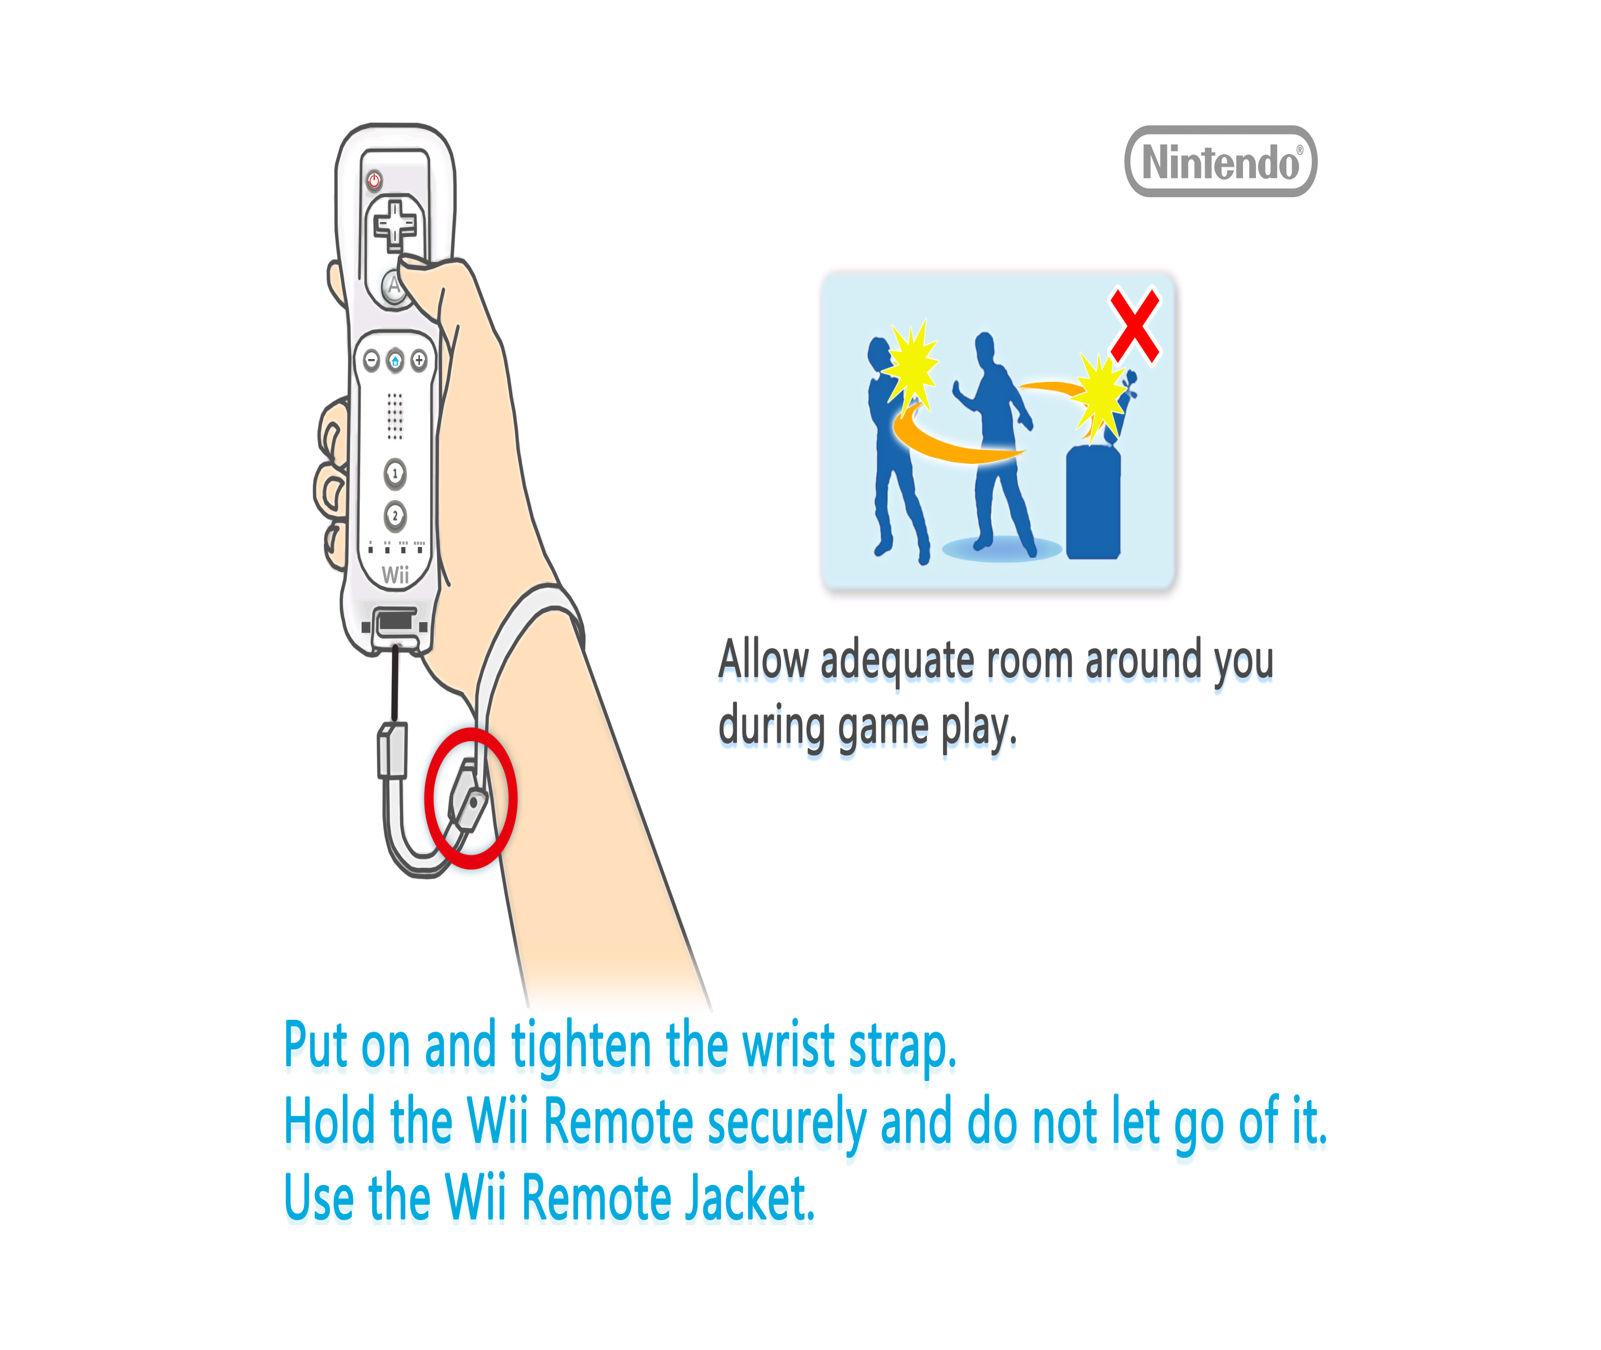 Nintendo®
A
1
2
Wii
Allow adequate room around you
during game play.
Put on and tighten the wrist strap.
Hold the Wii Remote securely and do not let go of it.
Use the Wii Remote Jacket.